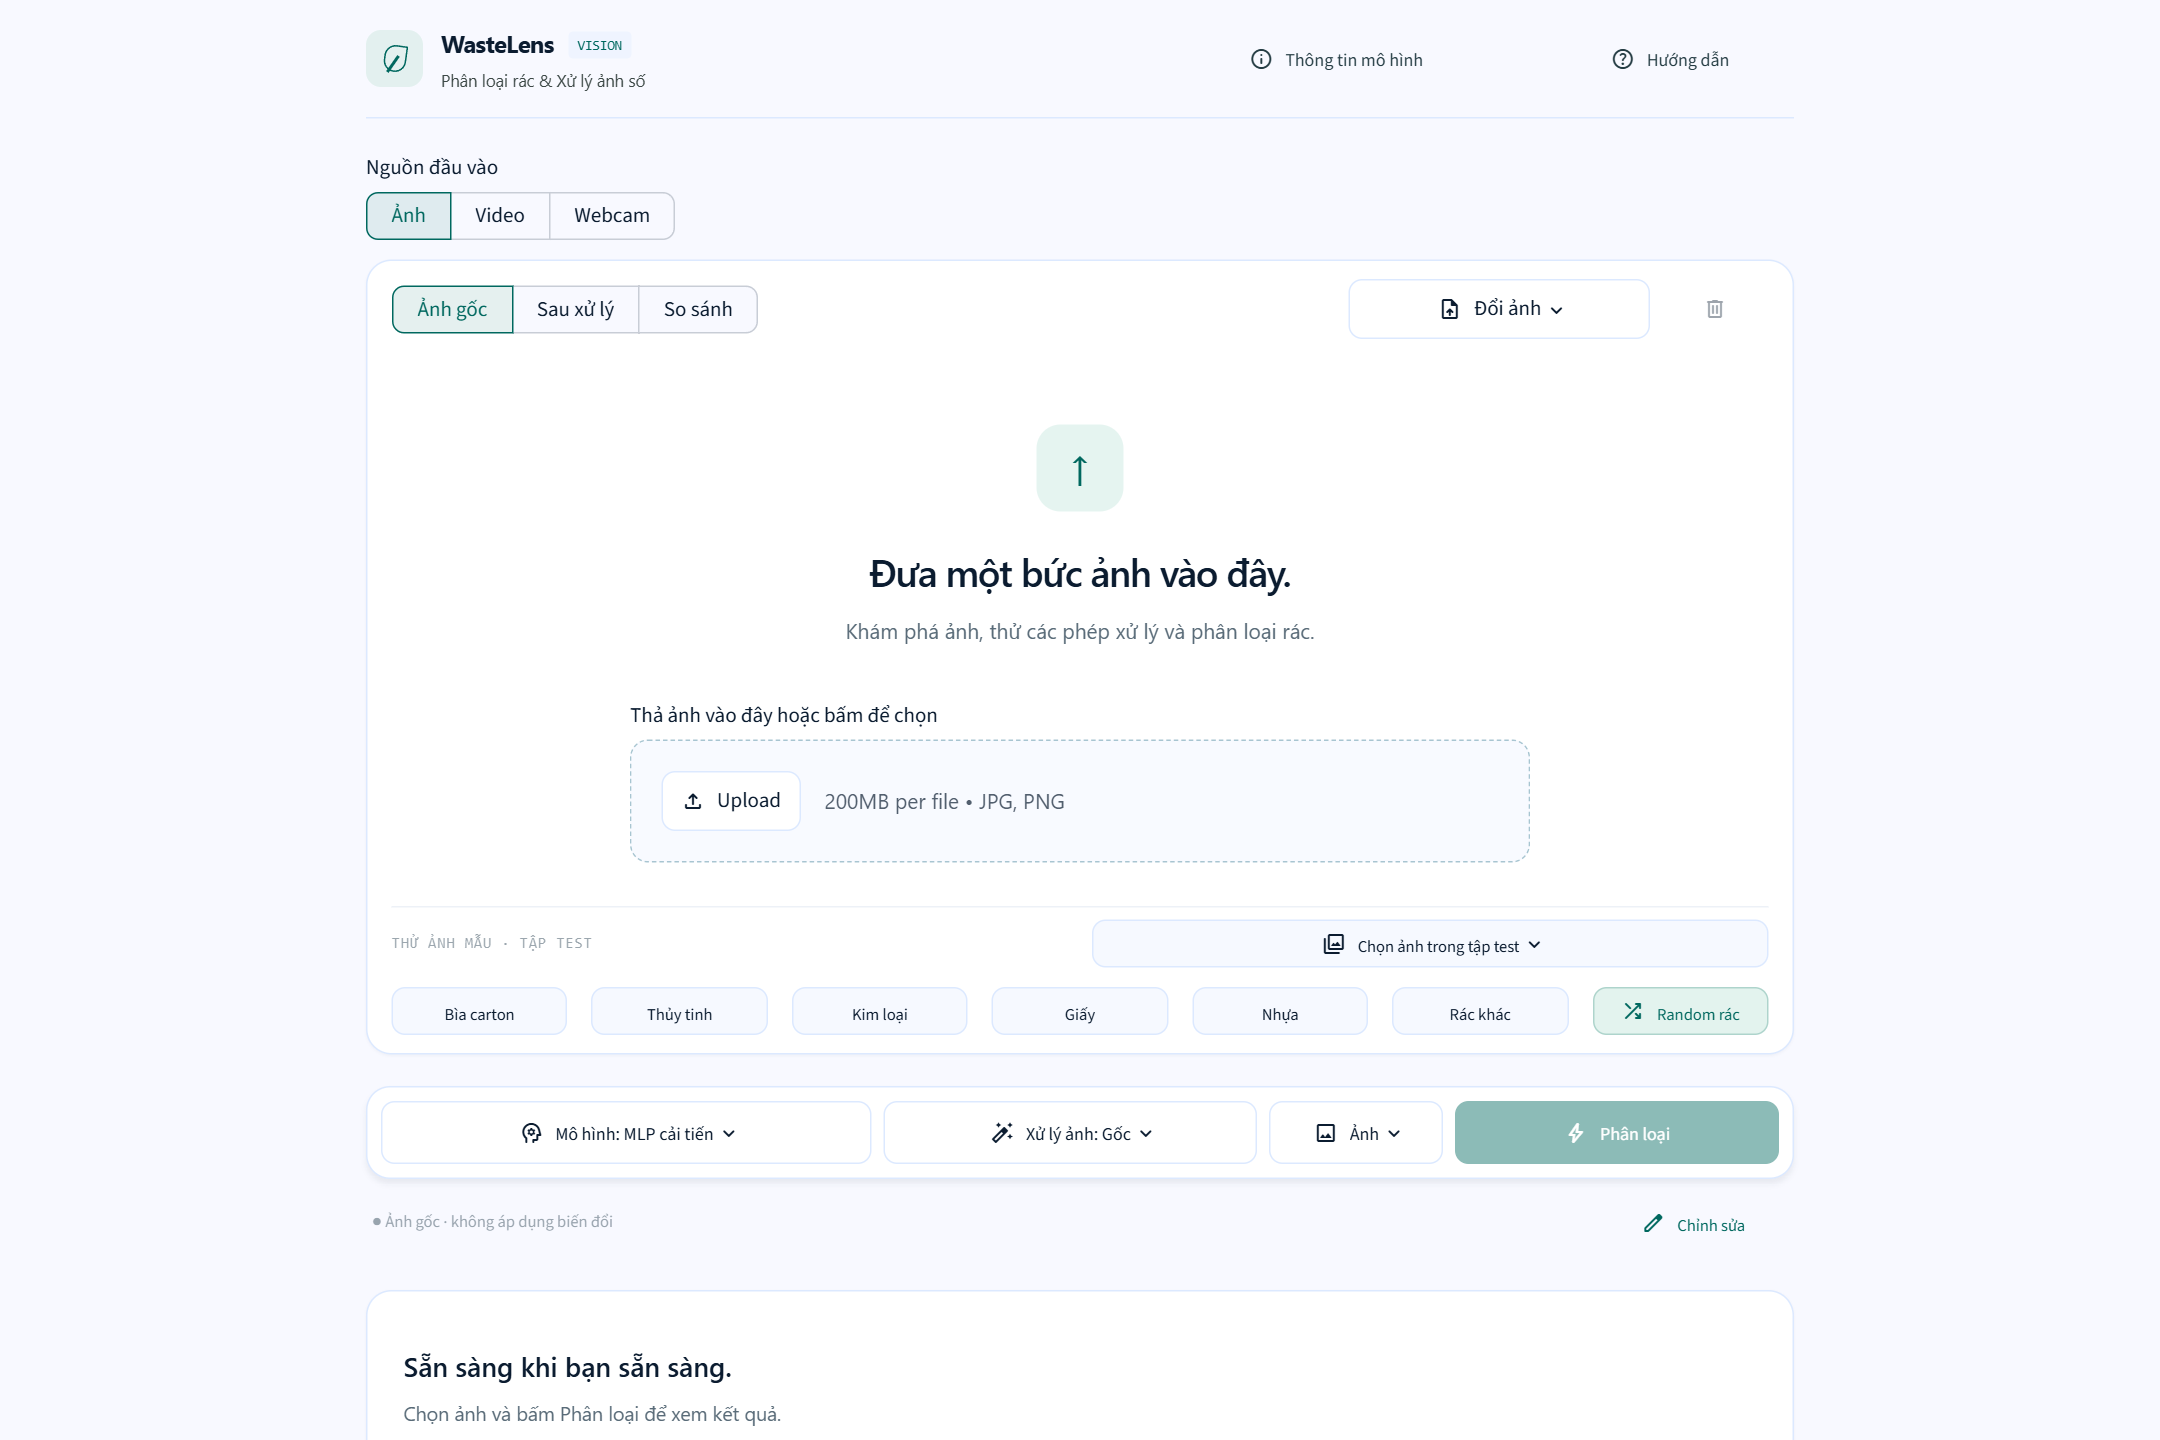 WasteLens VISION
Phân loại rác & Xử lý ảnh số
Thông tin mô hình
Hướng dẫn
Nguồn đầu vào
Ảnh Video Webcam
Ảnh gốc Sau xử lý So sánh
Đổi ảnh
Đưa một bức ảnh vào đây.
Khám phá ảnh, thử các phép xử lý và phân loại rác.
Thả ảnh vào đây hoặc bấm để chọn
Upload 200MB per file • JPG, PNG
THỬ ẢNH MẪU · TẬP TEST
Chọn ảnh trong tập test
Bìa carton Thủy tinh Kim loại Giấy Nhựa Rác khác Random rác
Mô hình: MLP cải tiến Xử lý ảnh: Gốc Ảnh Phân loại
Ảnh gốc · không áp dụng biến đổi
Chỉnh sửa
Sẵn sàng khi bạn sẵn sàng.
Chọn ảnh và bấm Phân loại để xem kết quả.